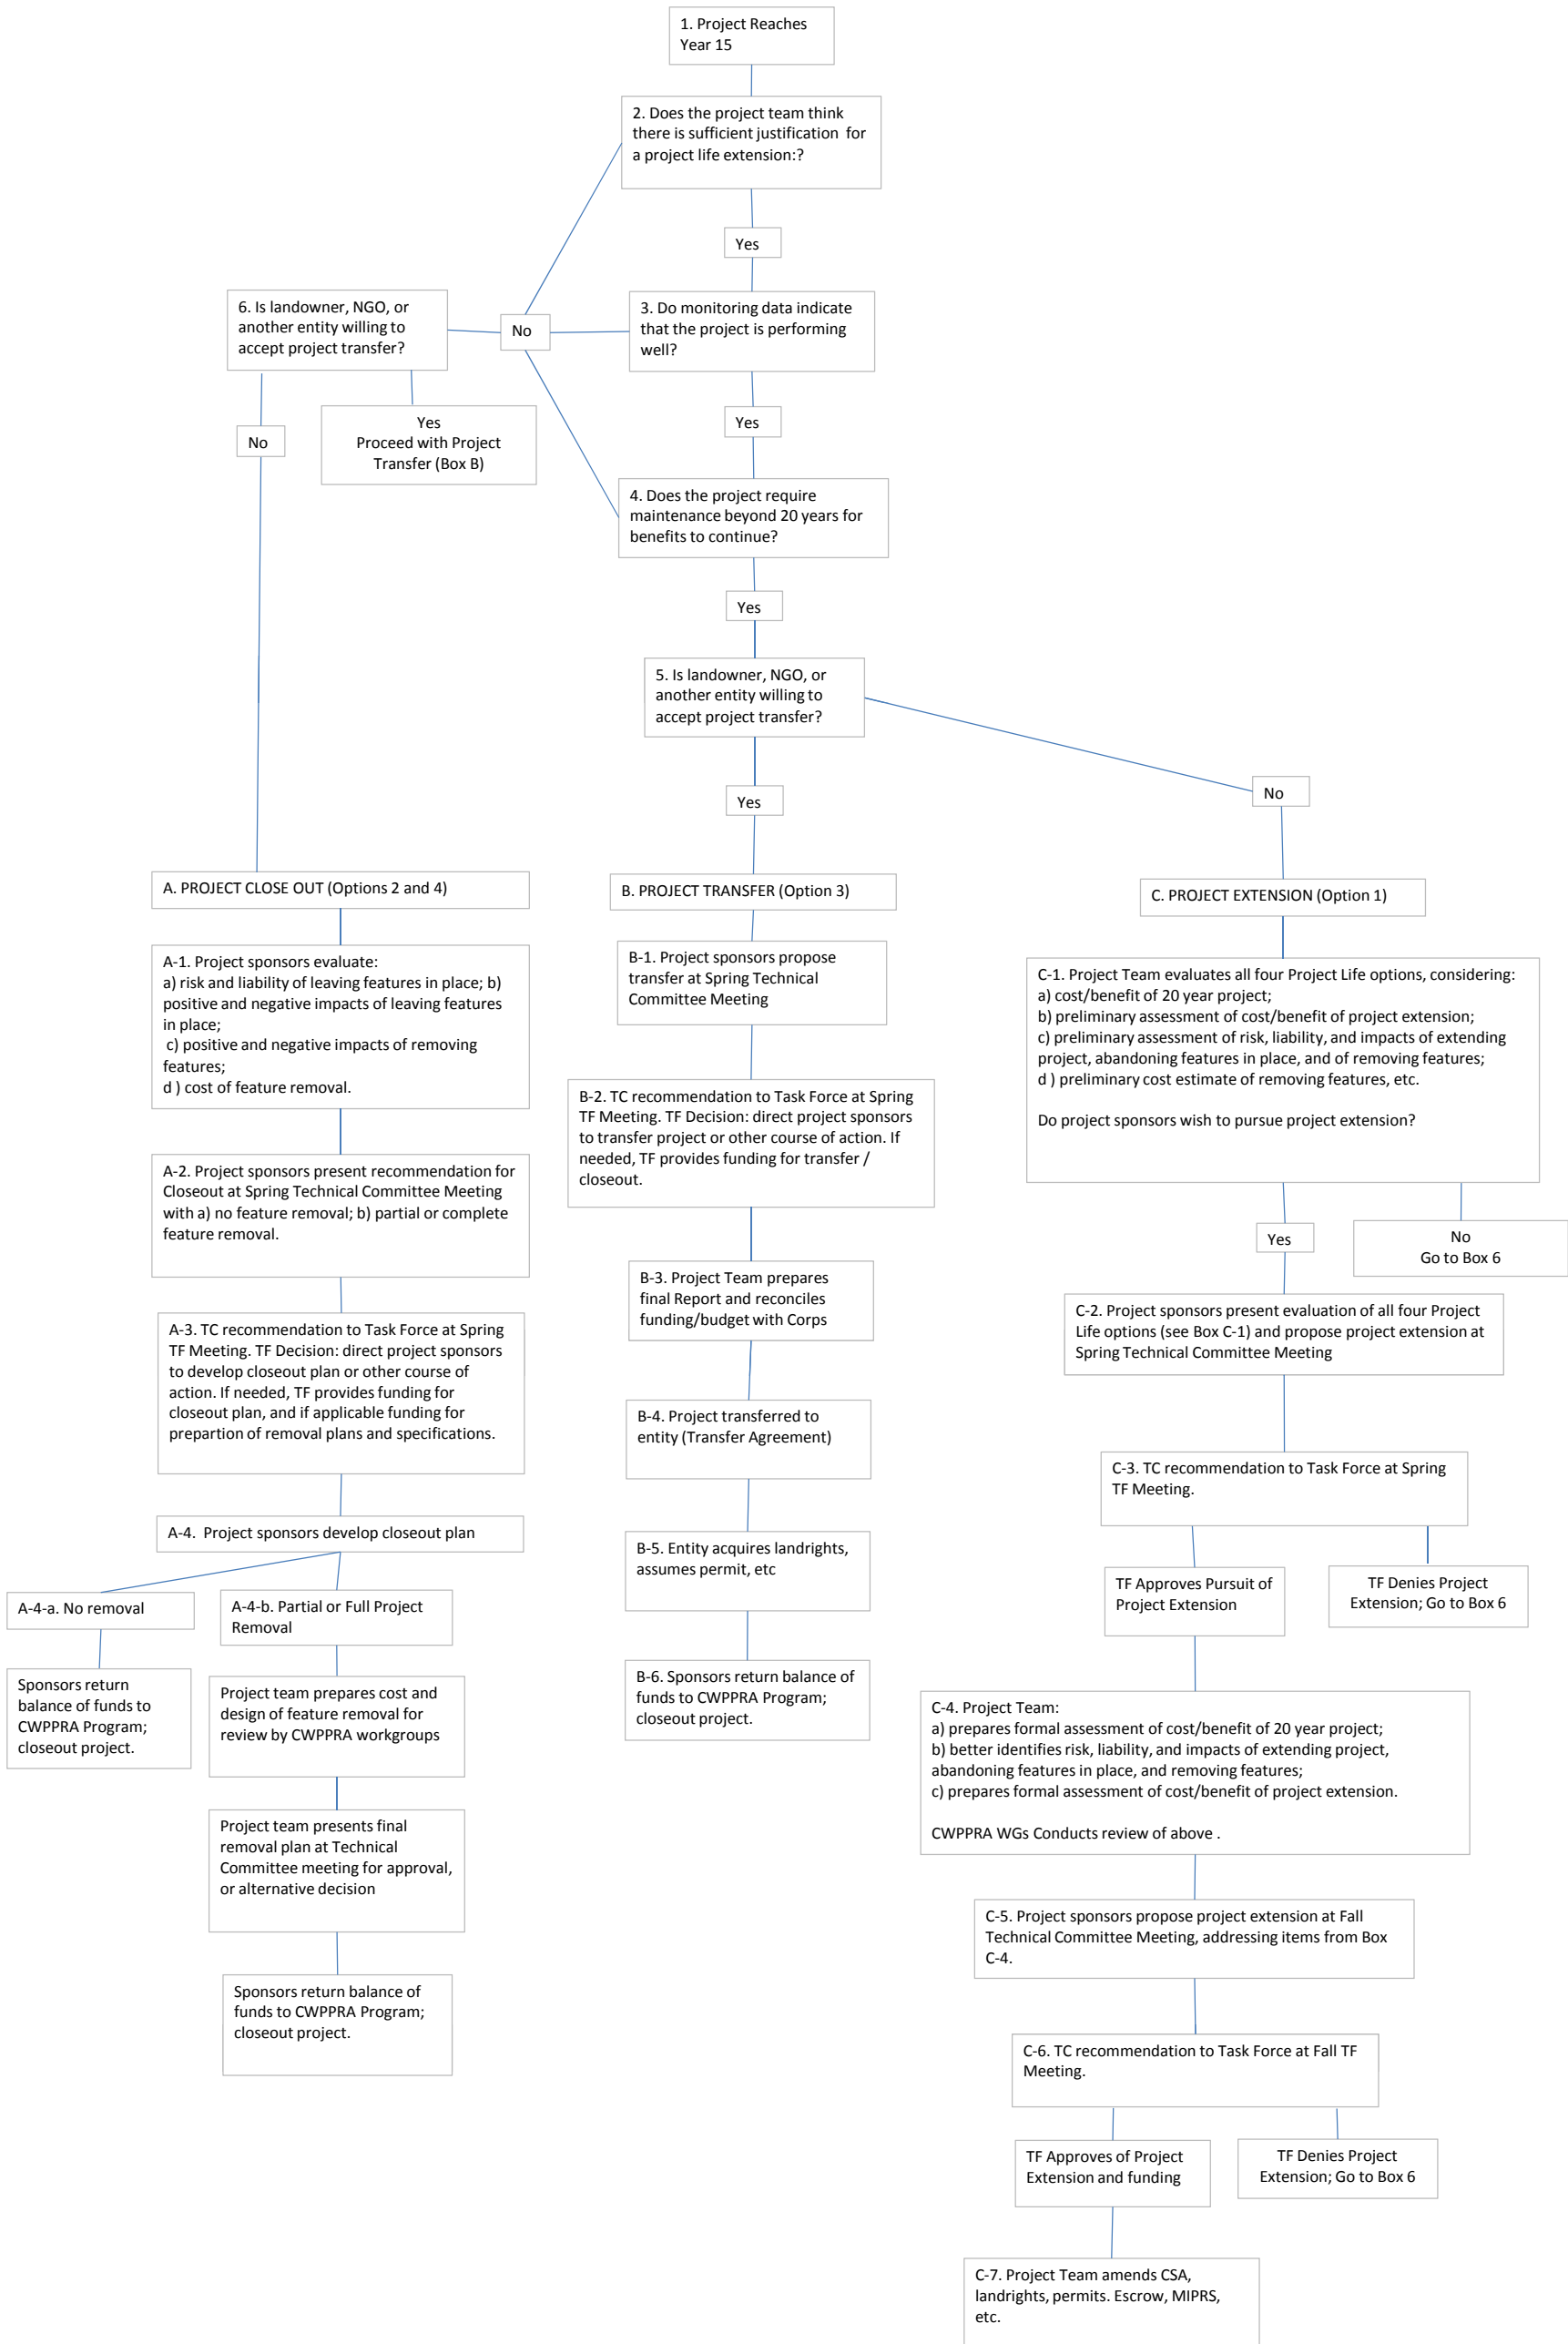 1. Project Reaches
Year 15
2. Does the project team think
there is sufficient justification for
a project life extension:?
Yes
6. Is landowner, NGO, or
another entity willing to
accept project transfer?
No
3. Do monitoring data indicate
that the project is performing
well?
No
Yes
Proceed with Project
Transfer (Box B)
Yes
4. Does the project require
maintenance beyond 20 years for
benefits to continue?
Yes
5. Is landowner, NGO, or
another entity willing to
accept project transfer?
Yes
No
A. PROJECT CLOSE OUT (Options 2 and 4)
A-1. Project sponsors evaluate:
a) risk and liability of leaving features in place; b)
positive and negative impacts of leaving features
in place;
c) positive and negative impacts of removing
features;
d ) cost of feature removal.
A-2. Project sponsors present recommendation for
Closeout at Spring Technical Committee Meeting
with a) no feature removal; b) partial or complete
feature removal.
A-3. TC recommendation to Task Force at Spring
TF Meeting. TF Decision: direct project sponsors
to develop closeout plan or other course of
action. If needed, TF provides funding for
closeout plan, and if applicable funding for
prepartion of removal plans and specifications.
A-4. Project sponsors develop closeout plan
A-4-a. No removal
Sponsors return
balance of funds to
CWPPRA Program;
closeout project.
A-4-b. Partial or Full Project
Removal
Project team prepares cost and
design of feature removal for
review by CWPPRA workgroups
Project team presents final
removal plan at Technical
Committee meeting for approval,
or alternative decision
Sponsors return balance of
funds to CWPPRA Program;
closeout project.
B. PROJECT TRANSFER (Option 3)
B-1. Project sponsors propose
transfer at Spring Technical
Committee Meeting
B-2. TC recommendation to Task Force at Spring
TF Meeting. TF Decision: direct project sponsors
to transfer project or other course of action. If
needed, TF provides funding for transfer /
closeout.
B-3. Project Team prepares
final Report and reconciles
funding/budget with Corps
B-4. Project transferred to
entity (Transfer Agreement)
B-5. Entity acquires landrights,
assumes permit, etc
B-6. Sponsors return balance of
funds to CWPPRA Program;
closeout project.
C. PROJECT EXTENSION (Option 1)
C-1. Project Team evaluates all four Project Life options, considering:
a) cost/benefit of 20 year project;
b) preliminary assessment of cost/benefit of project extension;
c) preliminary assessment of risk, liability, and impacts of extending
project, abandoning features in place, and of removing features;
d ) preliminary cost estimate of removing features, etc.
Do project sponsors wish to pursue project extension?
Yes
No
Go to Box 6
C-2. Project sponsors present evaluation of all four Project
Life options (see Box C-1) and propose project extension at
Spring Technical Committee Meeting
C-3. TC recommendation to Task Force at Spring
TF Meeting.
TF Approves Pursuit of
Project Extension
TF Denies Project
Extension; Go to Box 6
C-4. Project Team:
a) prepares formal assessment of cost/benefit of 20 year project;
b) better identifies risk, liability, and impacts of extending project,
abandoning features in place, and removing features;
c) prepares formal assessment of cost/benefit of project extension.
CWPPRA WGs Conducts review of above .
C-5. Project sponsors propose project extension at Fall
Technical Committee Meeting, addressing items from Box
C-4.
C-6. TC recommendation to Task Force at Fall TF
Meeting.
TF Approves of Project
Extension and funding
TF Denies Project
Extension; Go to Box 6
C-7. Project Team amends CSA,
landrights, permits. Escrow, MIPRS,
etc.